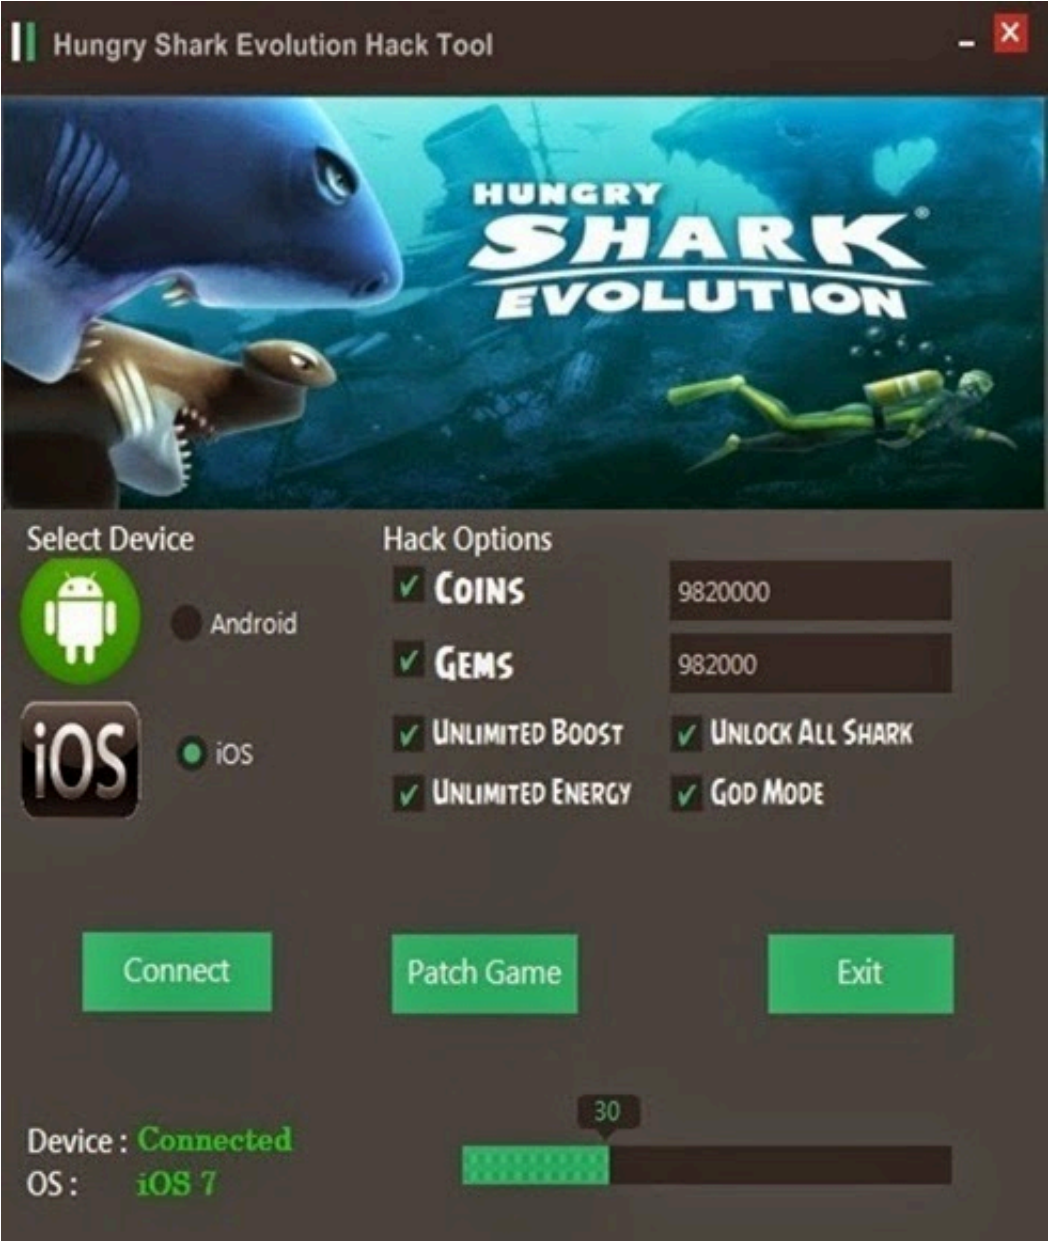 Hungry Shark Evolution Hack Tool
HUNGRY
SHARK®
EVOLUTION
Select Device
Hack Options
COINS
9820000
Android
GEMS
982000
iOS
iOS
UNLIMITED BOOST
UNLOCK ALL SHARK
UNLIMITED ENERGY
GOD MODE
Connect
Patch Game
Exit
30
Device : Connected
OS : iOS 7